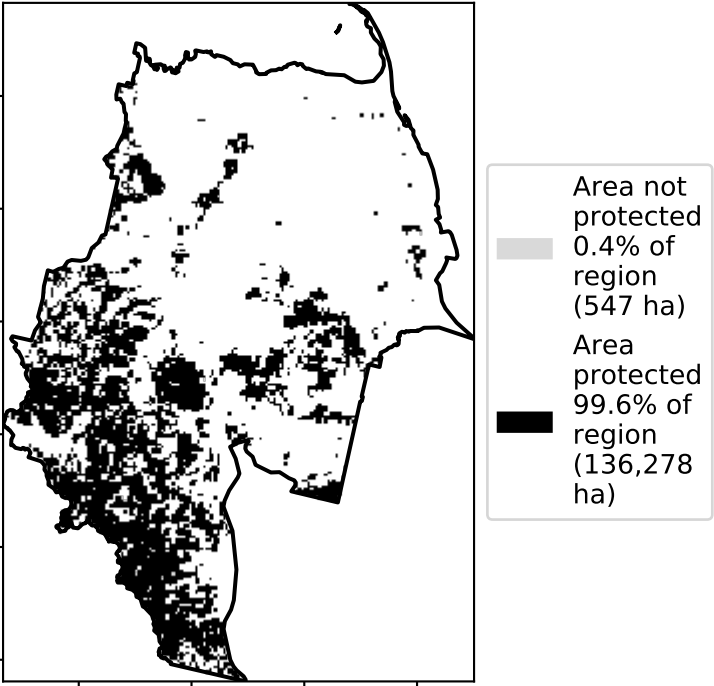 Area not
protected
0.4% of
region
(547 ha)
Area
protected
99.6% of
region
(136,278
ha)